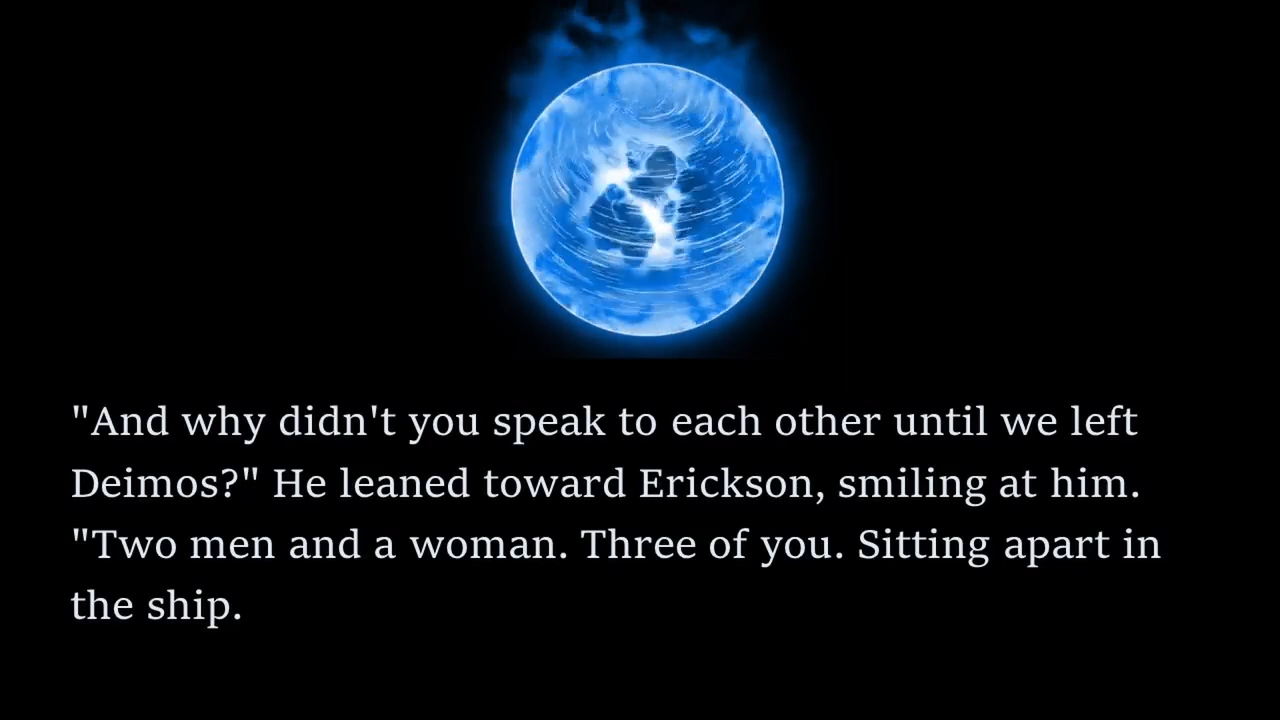 "And why didn't you speak to each other until we left
Deimos?" He leaned toward Erickson, smiling at him.
"Two men and a woman. Three of you. Sitting apart in
the ship.